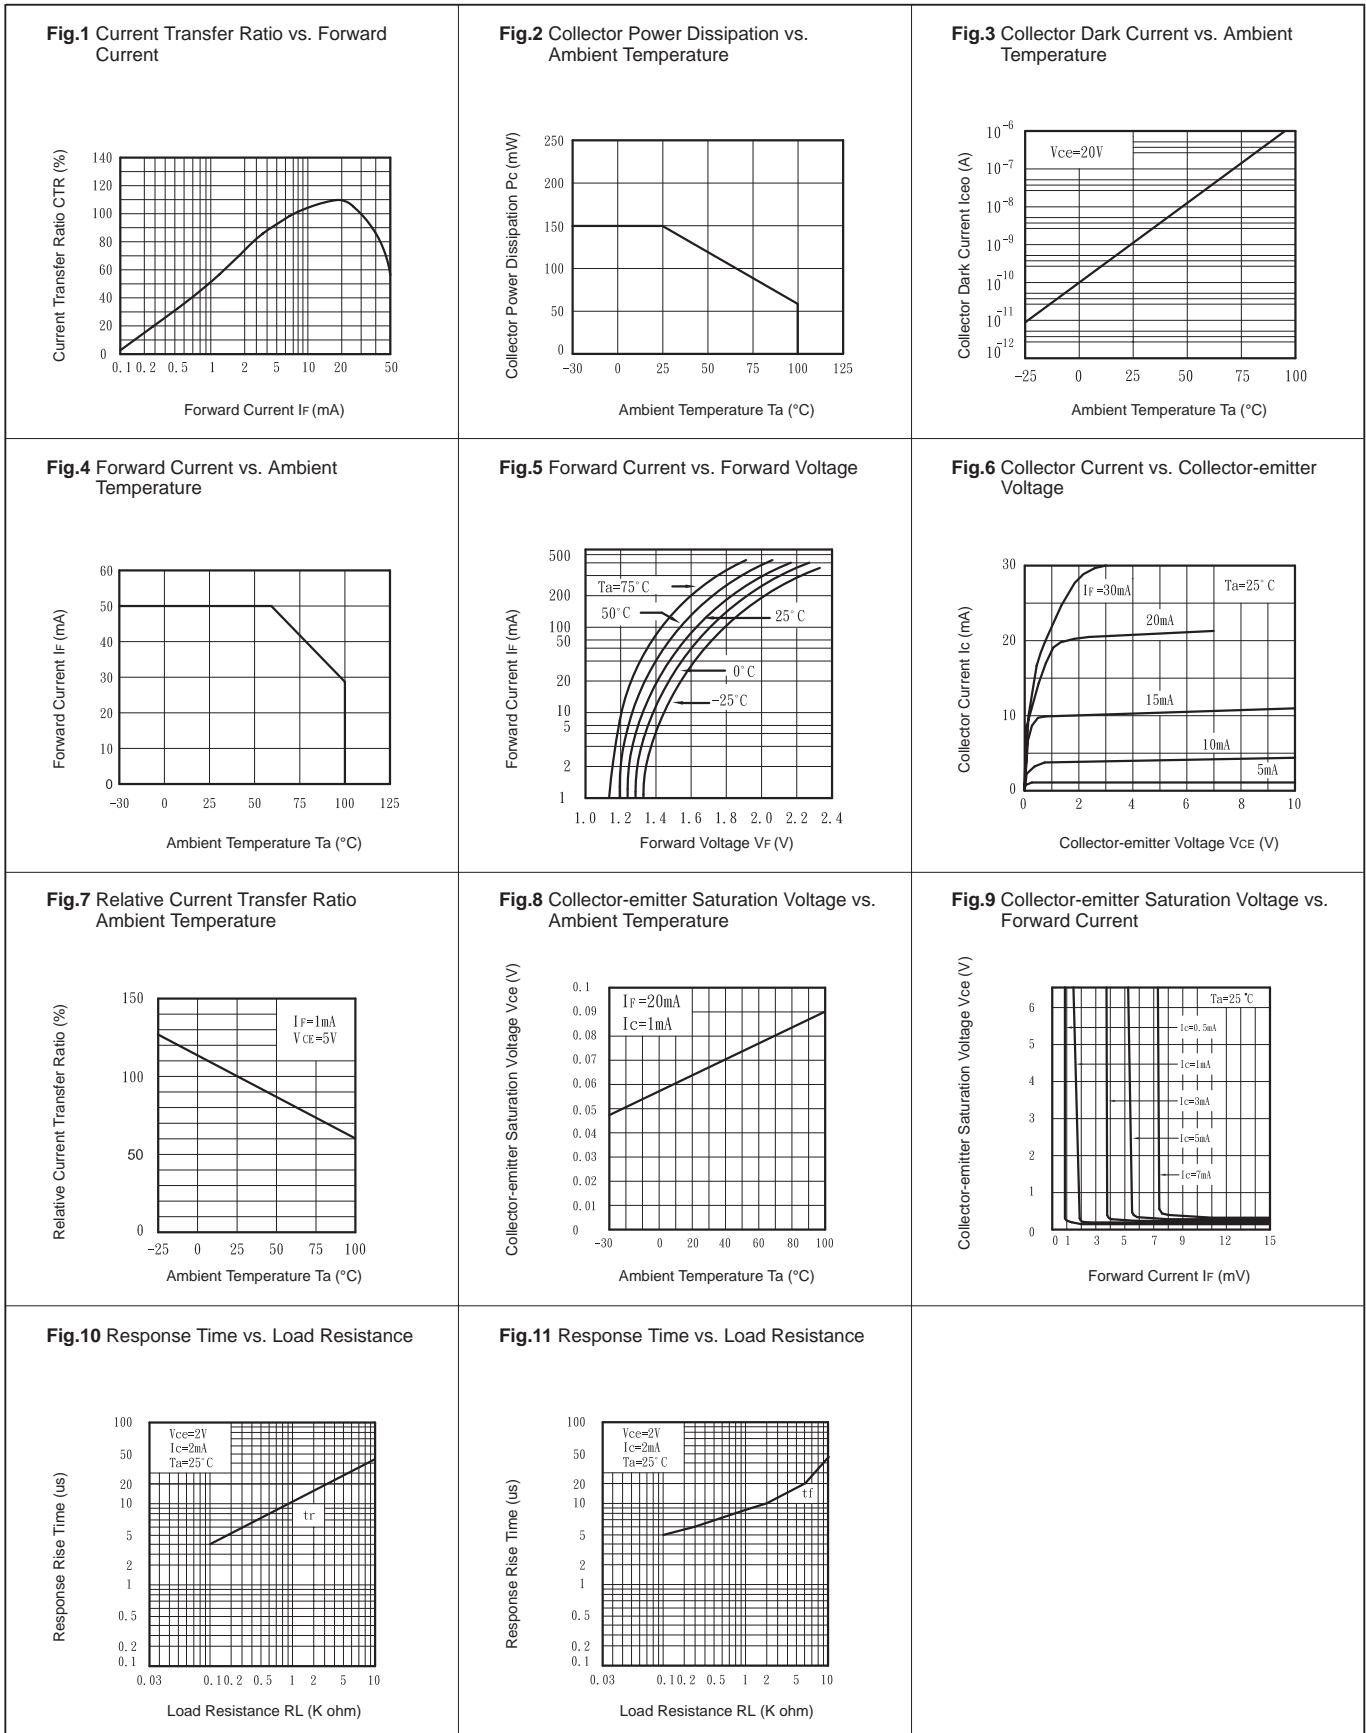 Fig.1 Current Transfer Ratio vs. Forward
Current
Current Transfer Ratio CTR (%)
140
120
100
80
60
40
20
0
0.1 0.2 0.5 1 2 5 10 20 50
Forward Current IF (mA)
Fig.2 Collector Power Dissipation vs.
Ambient Temperature
Collector Power Dissipation Pc (mW)
250
200
150
100
50
0
-30 0 25 50 75 100 125
Ambient Temperature Ta (°C)
Fig.3 Collector Dark Current vs. Ambient
Temperature
Collector Dark Current Iceo (A)
Vce=20V
10-6
10-7
10-8
10-9
10-10
10-11
10-12
-25 0 25 50 75 100
Ambient Temperature Ta (°C)
Fig.4 Forward Current vs. Ambient
Temperature
Forward Current IF (mA)
60
50
40
30
20
10
0
-30 0 25 50 75 100 125
Ambient Temperature Ta (°C)
Fig.5 Forward Current vs. Forward Voltage
Forward Current IF (mA)
500
200
100
50
20
10
5
2
1
Ta=75°C
50°C
25°C
0°C
-25°C
1.0 1.2 1.4 1.6 1.8 2.0 2.2 2.4
Forward Voltage VF (V)
Fig.6 Collector Current vs. Collector-emitter
Voltage
Collector Current Ic (mA)
30
20
10
0
IF=30mA
Ta=25°C
20mA
15mA
10mA
5mA
0 2 4 6 8 10
Collector-emitter Voltage VCE (V)
Fig.7 Relative Current Transfer Ratio
Ambient Temperature
Relative Current Transfer Ratio (%)
150
100
50
0
IF=1mA
VCE=5V
-25 0 25 50 75 100
Ambient Temperature Ta (°C)
Fig.8 Collector-emitter Saturation Voltage vs.
Ambient Temperature
Collector-emitter Saturation Voltage Vce (V)
0.1
0.09
0.08
0.07
0.06
0.05
0.04
0.03
0.02
0.01
0
IF=20mA
Ic=1mA
-30 0 20 40 60 80 100
Ambient Temperature Ta (°C)
Fig.9 Collector-emitter Saturation Voltage vs.
Forward Current
Collector-emitter Saturation Voltage Vce (V)
6
5
4
3
2
1
0
Ta=25°C
Ic=0.5mA
Ic=1mA
Ic=3mA
Ic=5mA
Ic=7mA
0 1 3 5 7 9 12 15
Forward Current IF (mV)
Fig.10 Response Time vs. Load Resistance
Response Rise Time (us)
100
50
20
10
5
2
1
0.5
0.2
0.1
Vce=2V
Ic=2mA
Ta=25°C
tr
0.03 0.1 0.2 0.5 1 2 5 10
Load Resistance RL (K ohm)
Fig.11 Response Time vs. Load Resistance
Response Rise Time (us)
100
50
20
10
5
2
1
0.5
0.2
0.1
Vce=2V
Ic=2mA
Ta=25°C
tf
0.03 0.1 0.2 0.5 1 2 5 10
Load Resistance RL (K ohm)